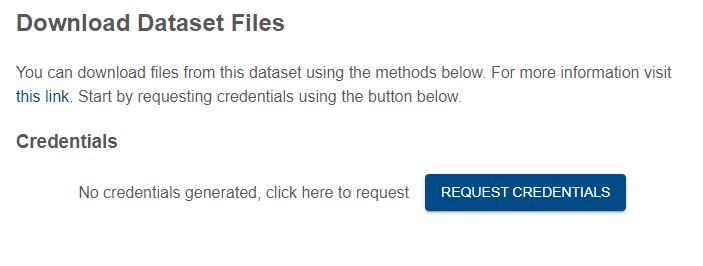 Download Dataset Files
You can download files from this dataset using the methods below. For more information visit
this link. Start by requesting credentials using the button below.
Credentials
No credentials generated, click here to request REQUEST CREDENTIALS